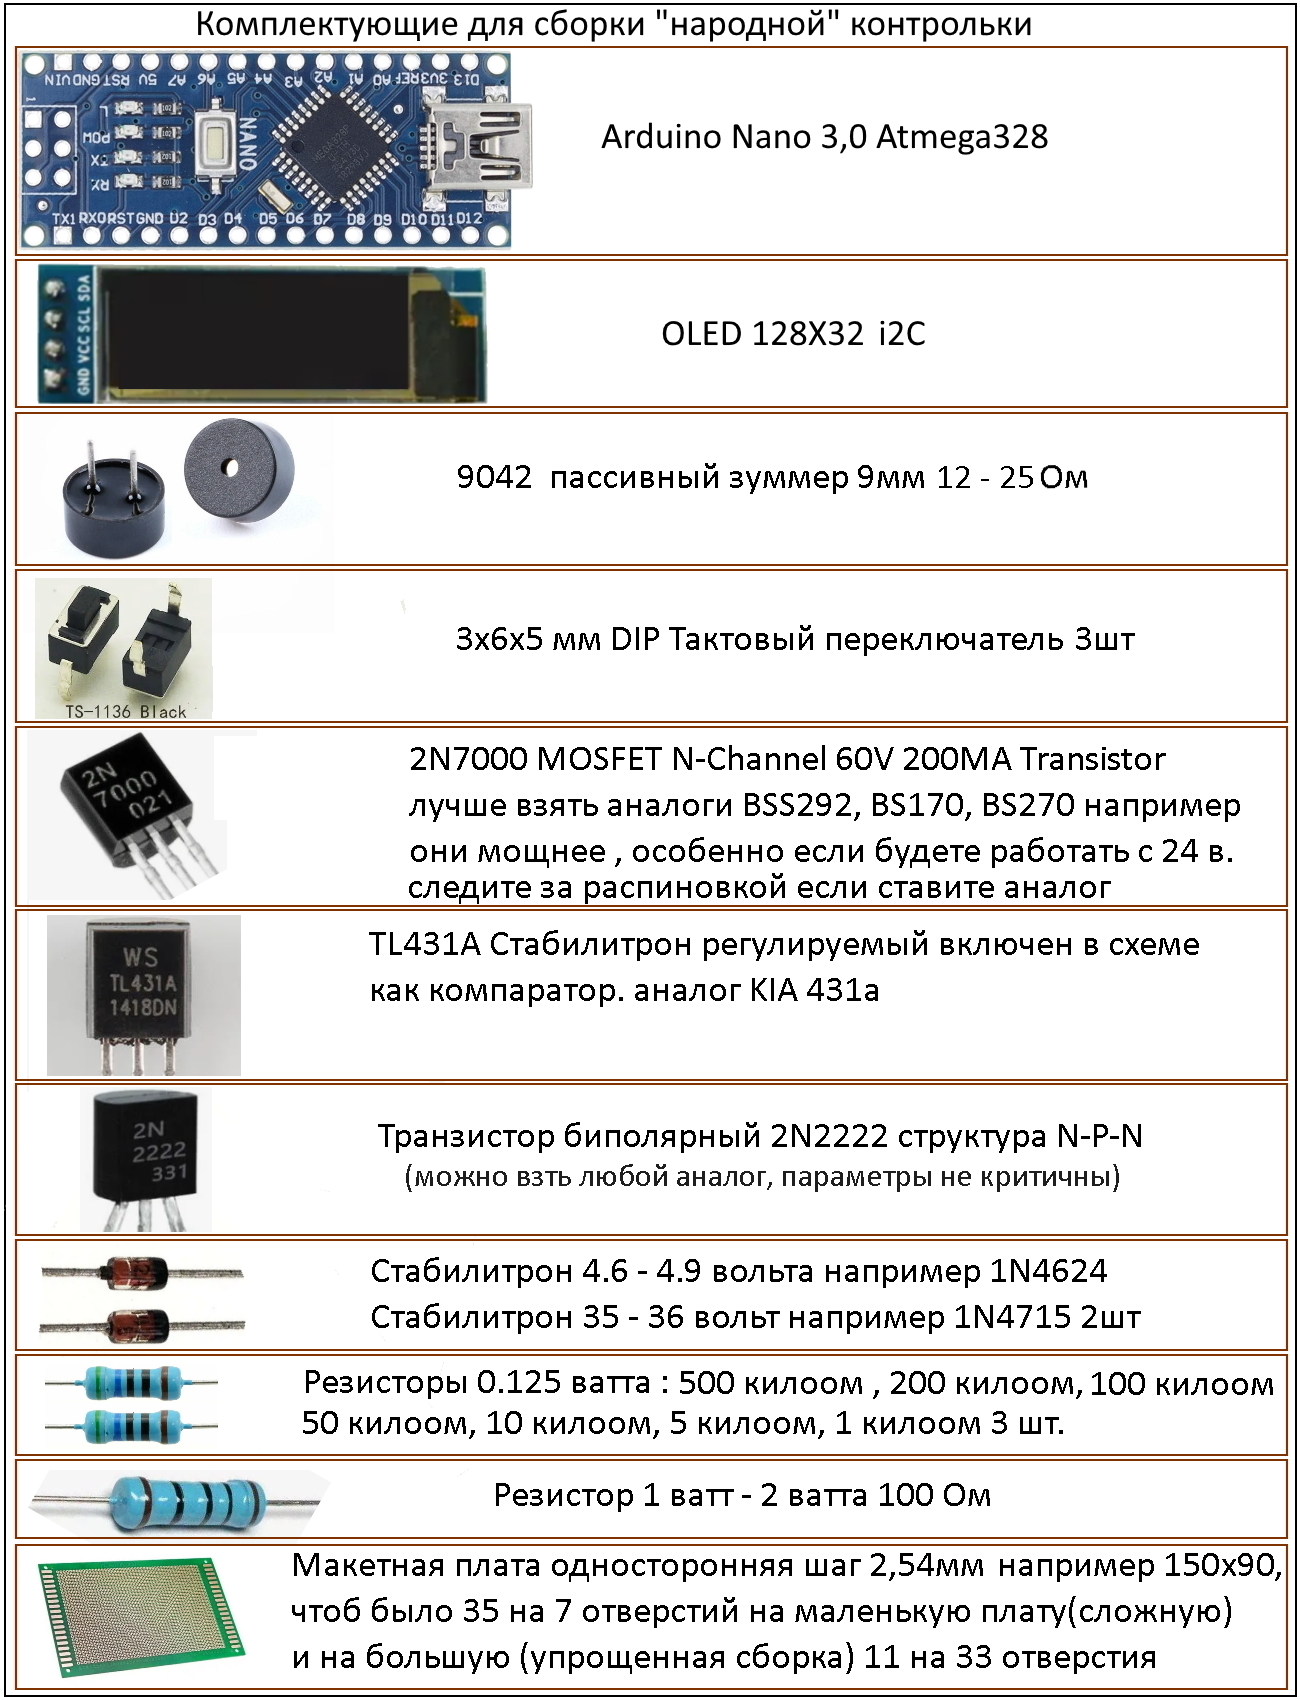 Комплектующие для сборки "народной" контрольки
VIN GND RST 5V A7 A6 A5 A4 A3 A2 A1 A0 REF 3V3 D13
1
L
POW
TX
RX
NANO
TX1 RX0 RST GND D2 D3 D4 D5 D6 D7 D8 D9 D10 D11 D12
Arduino Nano 3,0 Atmega328
GND VCC SCL SDA
OLED 128X32 i2C
9042 пассивный зуммер 9мм 12 - 25 Ом
3x6x5 мм DIP Тактовый переключатель 3шт
TS-1136 Black
2N
7000
021
2N7000 MOSFET N-Channel 60V 200MA Transistor
лучше взять аналоги BSS292, BS170, BS270 например
они мощнее , особенно если будете работать с 24 в.
следите за распиновкой если ставите аналог
WS
TL431A
1418DN
TL431A Стабилитрон регулируемый включен в схеме
как компаратор. аналог KIA 431a
2N
2222
331
Транзистор биполярный 2N2222 структура N-P-N
(можно взть любой аналог, параметры не критичны)
Стабилитрон 4.6 - 4.9 вольта например 1N4624
Стабилитрон 35 - 36 вольт например 1N4715 2шт
Резисторы 0.125 ватта : 500 килоом , 200 килоом, 100 килоом
50 килоом, 10 килоом, 5 килоом, 1 килоом 3 шт.
Резистор 1 ватт - 2 ватта 100 Ом
Макетная плата односторонняя шаг 2,54мм например 150x90,
чтоб было 35 на 7 отверстий на маленькую плату(сложную)
и на большую (упрощенная сборка) 11 на 33 отверстия